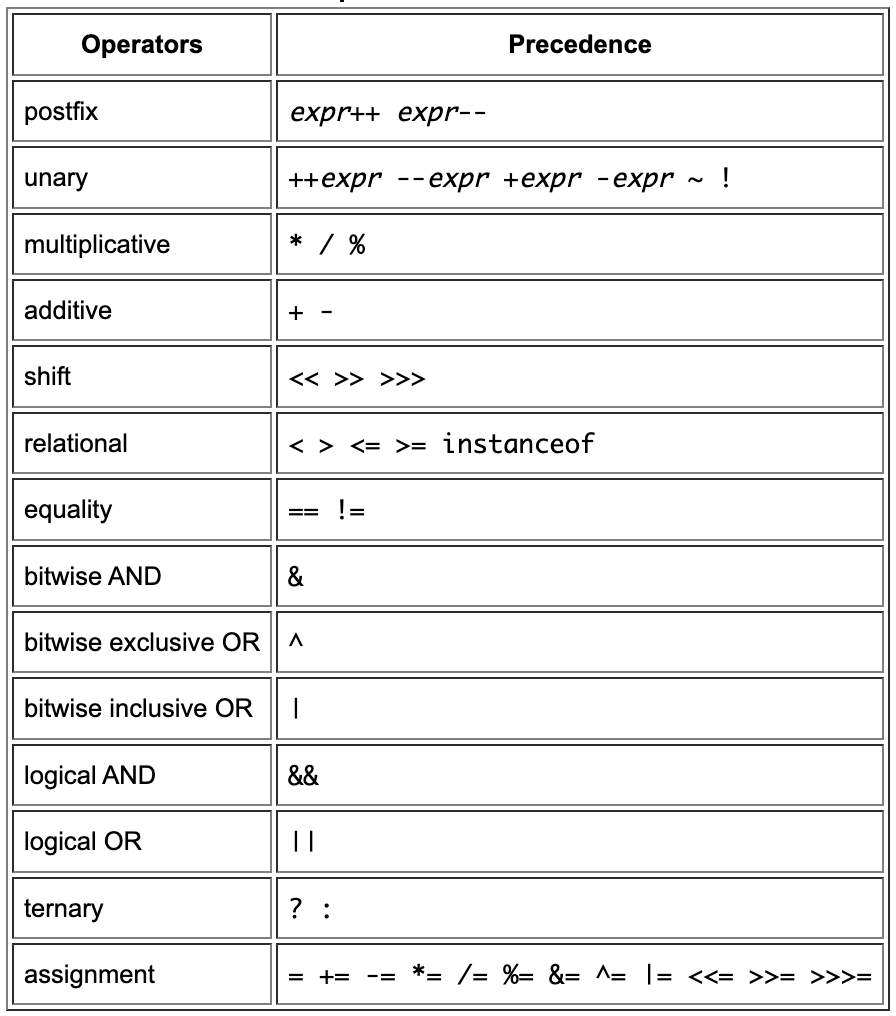 Operators Precedence
postfix expr++ expr--
unary ++expr --expr +expr -expr ~ !
multiplicative * / %
additive + -
shift << >> >>>
relational < > <= >= instanceof
equality == !=
bitwise AND &
bitwise exclusive OR ^
bitwise inclusive OR |
logical AND &&
logical OR ||
ternary ? :
assignment = += -= *= /= %= &= ^= |= <<= >>= >>>=